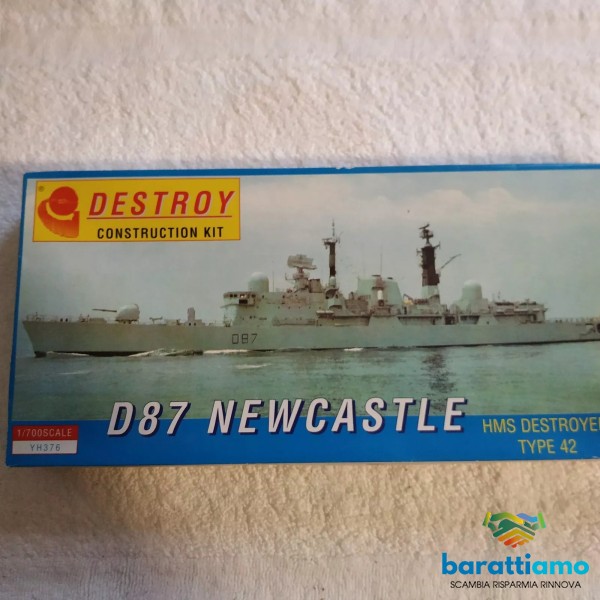 ®
DESTROY
CONSTRUCTION KIT
D87
D87 NEWCASTLE
HMS DESTROYER
TYPE 42
1/700SCALE
YH376
barattiamo
SCAMBIA RISPARMIA RINNOVA